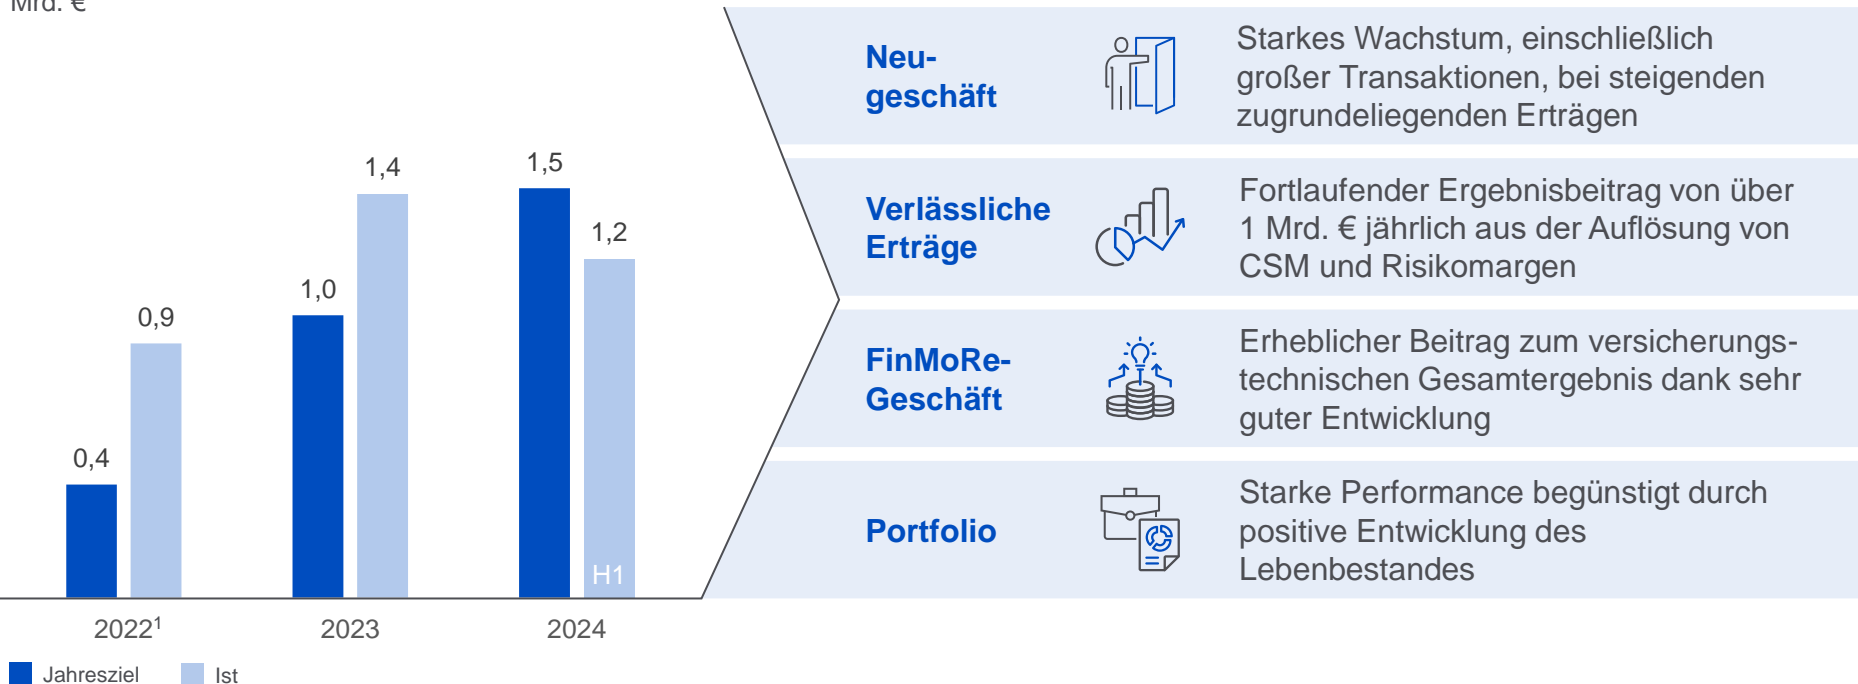 Mrd. €
1,5
1,4
1,2
1,0
0,9
0,4
H1
2022¹
2023
2024
Jahresziel
Ist
Neu-
geschäft
Starkes Wachstum, einschließlich
großer Transaktionen, bei steigenden
zugrundeliegenden Erträgen
Verlässliche
Erträge
Fortlaufender Ergebnisbeitrag von über
1 Mrd. € jährlich aus der Auflösung von
CSM und Risikomargen
FinMoRe-
Geschäft
Erheblicher Beitrag zum versicherungs-
technischen Gesamtergebnis dank sehr
guter Entwicklung
Portfolio
Starke Performance begünstigt durch
positive Entwicklung des
Lebenbestandes